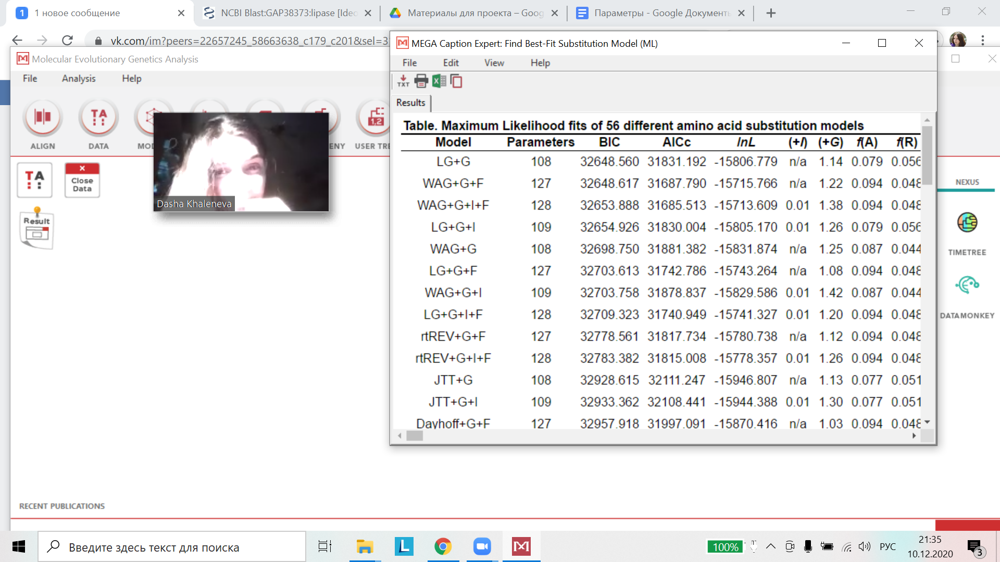 1 1 новое сообщение
NCBI Blast:GAP38373:lipase [Ideo
Материалы для проекта – Goog
Параметры - Google Документы
vk.com/im?peers=22657245_58663638_c179_c201&sel=3
MEGA Caption Expert: Find Best-Fit Substitution Model (ML)
File Edit View Help
TXT
Results
Table. Maximum Likelihood fits of 56 different amino acid substitution models
Model Parameters BIC AICc lnL (+I) (+G) f(A) f(R)
LG+G 108 32648.560 31831.192 -15806.779 n/a 1.14 0.079 0.056
WAG+G+F 127 32648.617 31687.790 -15715.766 n/a 1.22 0.094 0.048
WAG+G+I+F 128 32653.888 31685.513 -15713.609 0.01 1.38 0.094 0.048
LG+G+I 109 32654.926 31830.004 -15805.170 0.01 1.26 0.079 0.056
WAG+G 108 32698.750 31881.382 -15831.874 n/a 1.25 0.087 0.044
LG+G+F 127 32703.613 31742.786 -15743.264 n/a 1.08 0.094 0.048
WAG+G+I 109 32703.758 31878.837 -15829.586 0.01 1.42 0.087 0.044
LG+G+I+F 128 32709.323 31740.949 -15741.327 0.01 1.20 0.094 0.048
rtREV+G+F 127 32778.561 31817.734 -15780.738 n/a 1.12 0.094 0.048
rtREV+G+I+F 128 32783.382 31815.008 -15778.357 0.01 1.26 0.094 0.048
JTT+G 108 32928.615 32111.247 -15946.807 n/a 1.13 0.077 0.051
JTT+G+I 109 32933.362 32108.441 -15944.388 0.01 1.30 0.077 0.051
Dayhoff+G+F 127 32957.918 31997.091 -15870.416 n/a 1.03 0.094 0.048
Molecular Evolutionary Genetics Analysis
File Analysis Help
TA
1,2
ALIGN DATA MO ENY USER TRE
TA
Close
Data
Result
Dasha Khaleneva
NEXUS
TIMETREE
DATAMONKEY
RECENT PUBLICATIONS
Введите здесь текст для поиска
L
100%
РУС
21:35
10.12.2020
3